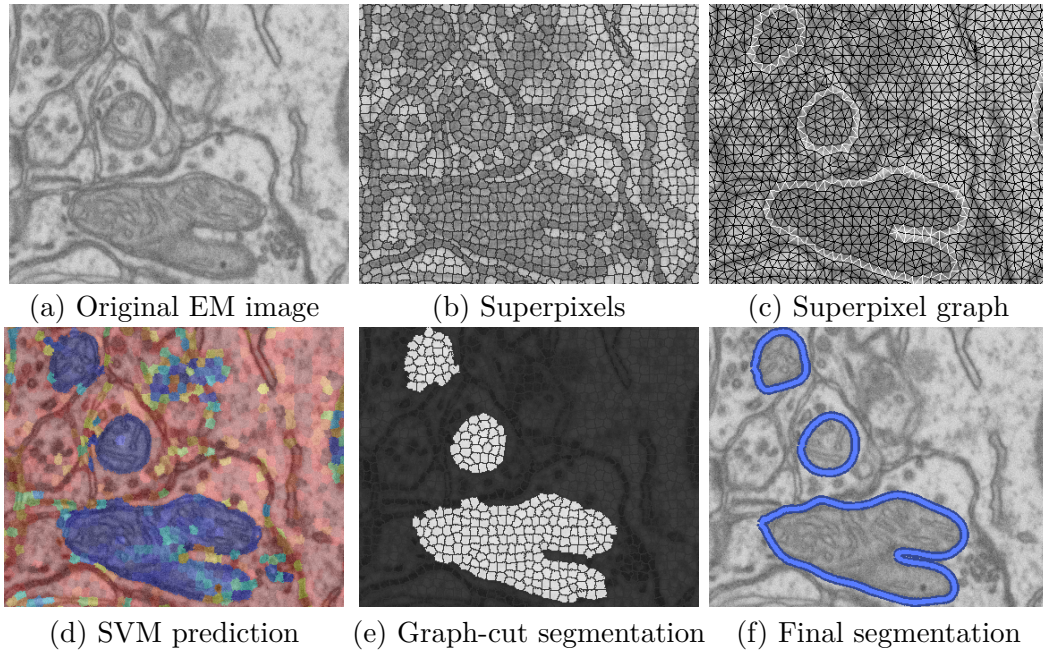 (a) Original EM image
(b) Superpixels
(c) Superpixel graph
(d) SVM prediction
(e) Graph-cut segmentation
(f) Final segmentation